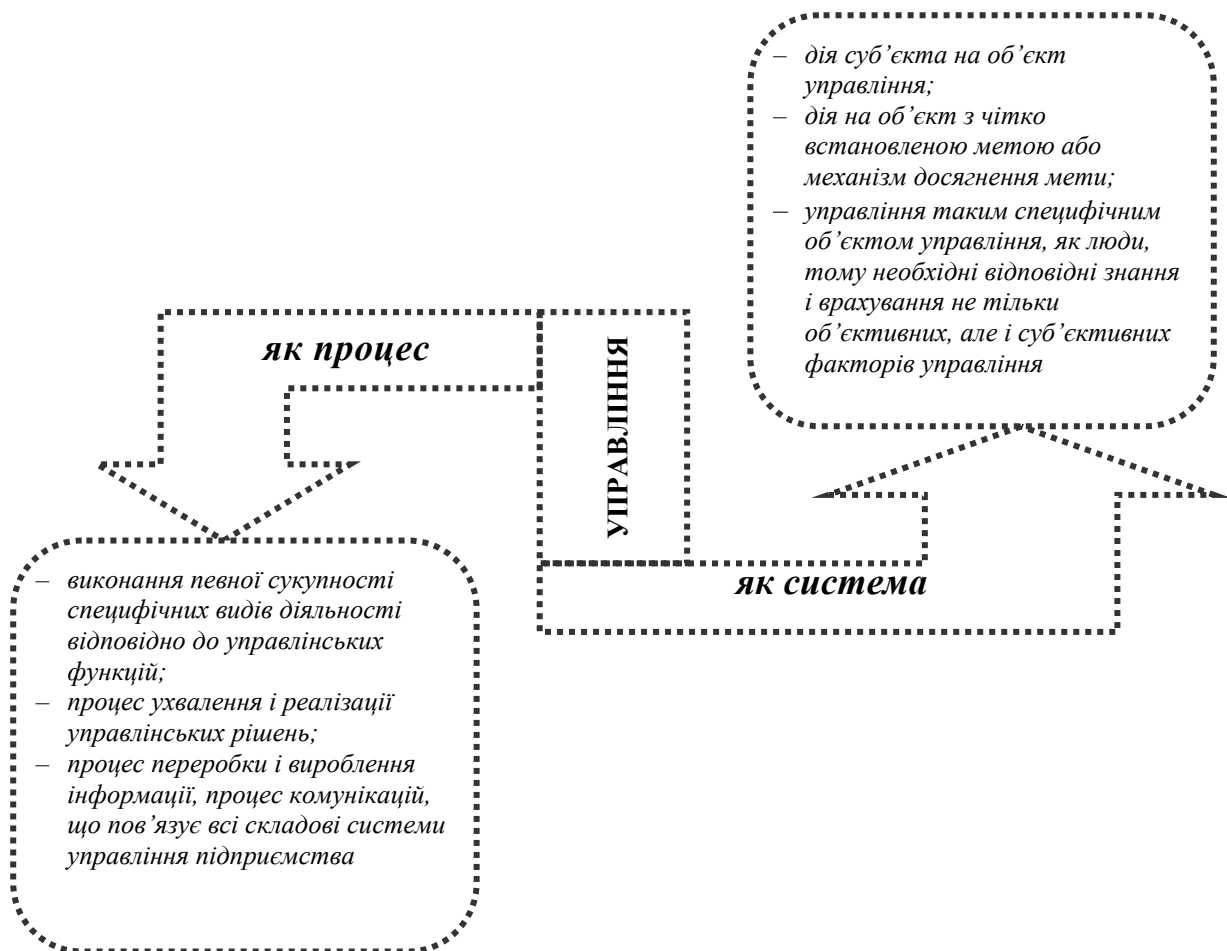 – дія суб’єкта на об’єкт
управління;
– дія на об’єкт з чітко
встановленою метою або
механізм досягнення мети;
– управління таким специфічним
об’єктом управління, як люди,
тому необхідні відповідні знання
і врахування не тільки
об’єктивних, але і суб’єктивних
факторів управління
як процес
УПРАВЛІННЯ
як система
– виконання певної сукупності
специфічних видів діяльності
відповідно до управлінських
функцій;
– процес ухвалення і реалізації
управлінських рішень;
– процес переробки і вироблення
інформації, процес комунікацій,
що пов’язує всі складові системи
управління підприємства